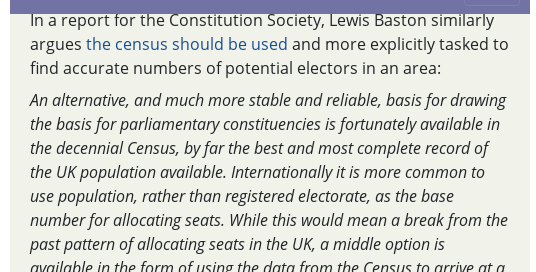 In a report for the Constitution Society, Lewis Baston similarly
argues the census should be used and more explicitly tasked to
find accurate numbers of potential electors in an area:
An alternative, and much more stable and reliable, basis for drawing
the basis for parliamentary constituencies is fortunately available in
the decennial Census, by far the best and most complete record of
the UK population available. Internationally it is more common to
use population, rather than registered electorate, as the base
number for allocating seats. While this would mean a break from the
past pattern of allocating seats in the UK, a middle option is
available in the form of using the data from the Census to arrive at a